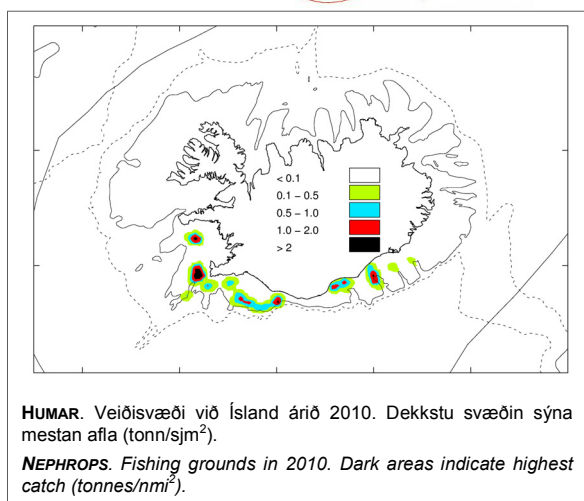 < 0.1
0.1 – 0.5
0.5 – 1.0
1.0 – 2.0
> 2
HUMAR. Veiðisvæði við Ísland árið 2010. Dekkstu svæðin sýna
mestan afla (tonn/sjm²).
NEPHROPS. Fishing grounds in 2010. Dark areas indicate highest
catch (tonnes/nmi²).